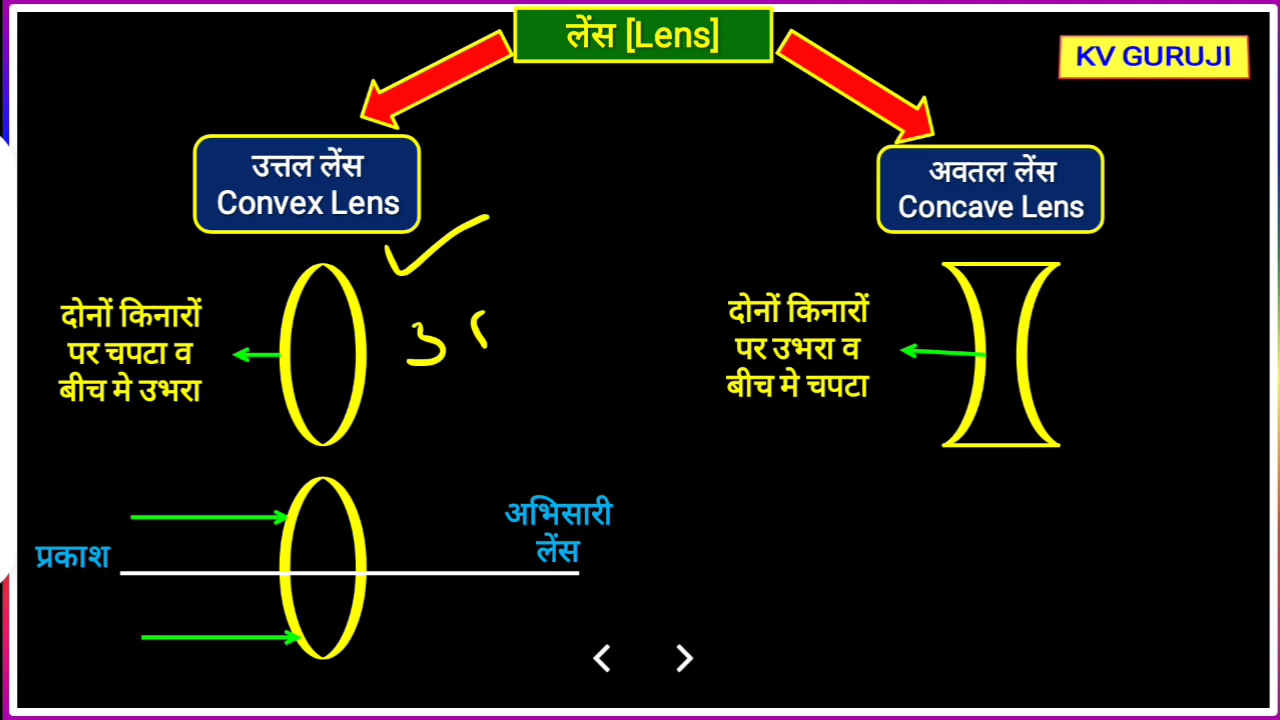 लेंस [Lens]
KV GURUJI
उत्तल लेंस
Convex Lens
अवतल लेंस
Concave Lens
दोनों किनारों
पर चपटा व
बीच मे उभरा
दोनों किनारों
पर उभरा व
बीच मे चपटा
अभिसारी
लेंस
प्रकाश